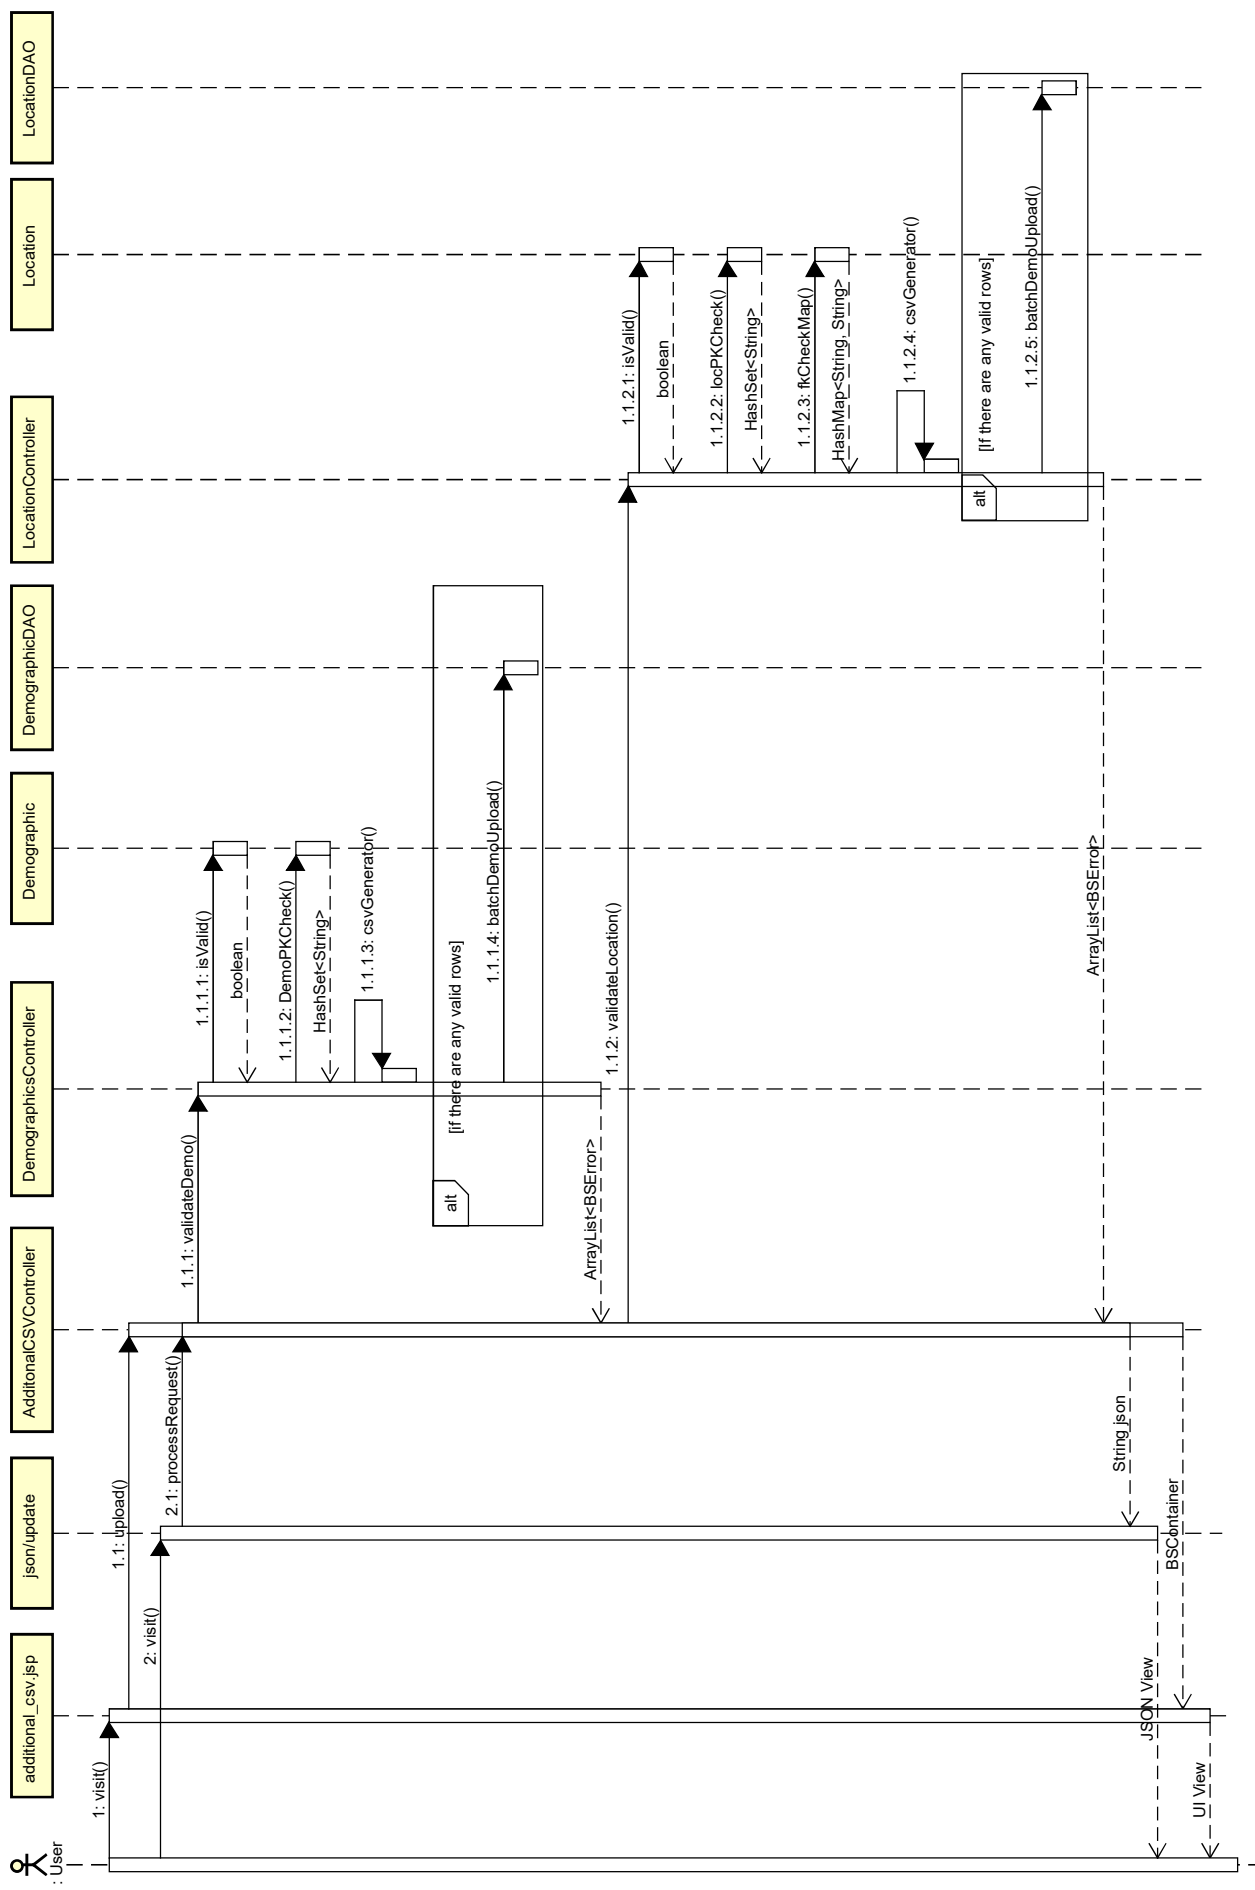 : User
additional_csv.jsp
json/update
AdditonalCSVController
DemographicsController
Demographic
DemographicDAO
LocationController
Location
LocationDAO
1: visit()
1.1: upload()
2: visit()
2.1: processRequest()
1.1.1: validateDemo()
1.1.1.1: isValid()
boolean
1.1.1.2: DemoPKCheck()
HashSet<String>
1.1.1.3: csvGenerator()
alt
[if there are any valid rows]
1.1.1.4: batchDemoUpload()
ArrayList<BSError>
1.1.2: validateLocation()
1.1.2.1: isValid()
boolean
1.1.2.2: locPKCheck()
HashSet<String>
1.1.2.3: fkCheckMap()
HashMap<String, String>
1.1.2.4: csvGenerator()
alt
[If there are any valid rows]
1.1.2.5: batchDemoUpload()
ArrayList<BSError>
String json
JSON View
BSContainer
UI View